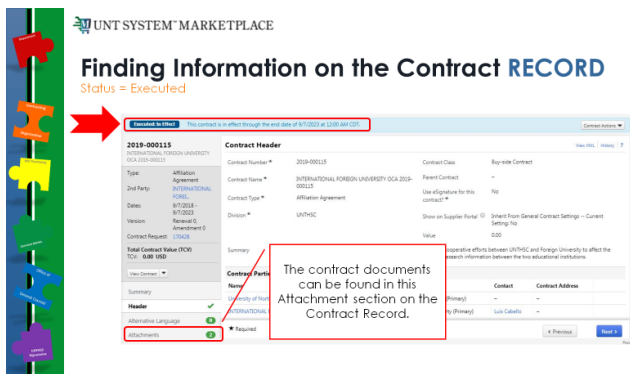 UNT SYSTEM™ MARKETPLACE
Finding Information on the Contract RECORD
Status = Executed
Executed: In Effect This contract is in effect through the end date of 9/7/2023 at 12:00 AM CDT.
Contract Actions
2019-000115
INTERNATIONAL FOREIGN UNIVERSITY
OCA 2019-000115
Type: Affiliation
Agreement
2nd Party: INTERNATIONAL
FOREI...
Dates: 9/7/2018 -
9/7/2023
Version: Renewal 0,
Amendment 0
Contract Request: 170426
Total Contract Value (TCV)
TCV: 0.00 USD
View Contract
Summary
Header
Alternative Language
Attachments 2
Contract Header
View XML History ?
Contract Number * 2019-000115
Contract Name * INTERNATIONAL FOREIGN UNIVERSITY OCA 2019-
000115
Contract Type * Affiliation Agreement
Division * UNTHSC
Summary
Contract Class Buy-side Contract
Parent Contract -
Use eSignature for this
contract? *
No
Show on Supplier Portal Inherit From General Contract Settings -- Current
Setting: No
Value 0.00
cooperative efforts between UNTHSC and Foreign University to affect the
research information between the two educational institutions.
The contract documents
can be found in this
Attachment section on the
Contract Record.
Contract Parti
Name
Contact Contract Address
University of Nort
(Primary) - -
INTERNATIONAL
ty (Primary) Luis Cabello -
★ Required
Previous
Next
General Counsel